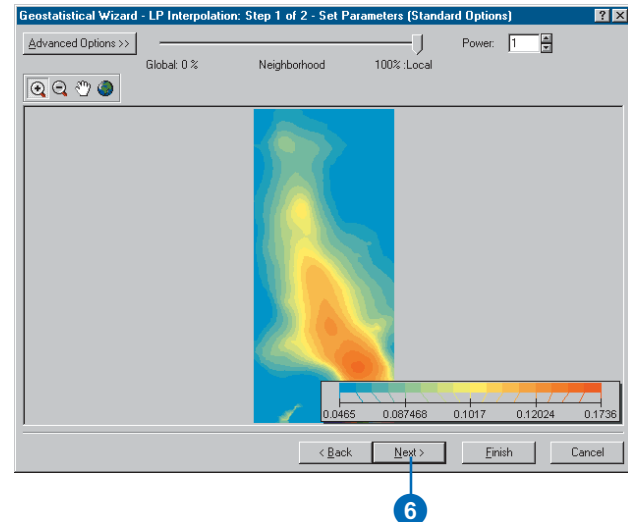 Geostatistical Wizard - LP Interpolation: Step 1 of 2 - Set Parameters (Standard Options)
Advanced Options >>
Power: 1
Global: 0 % Neighborhood 100% :Local
0.0465 0.087468 0.1017 0.12024 0.1736
< Back Next > Finish Cancel
6